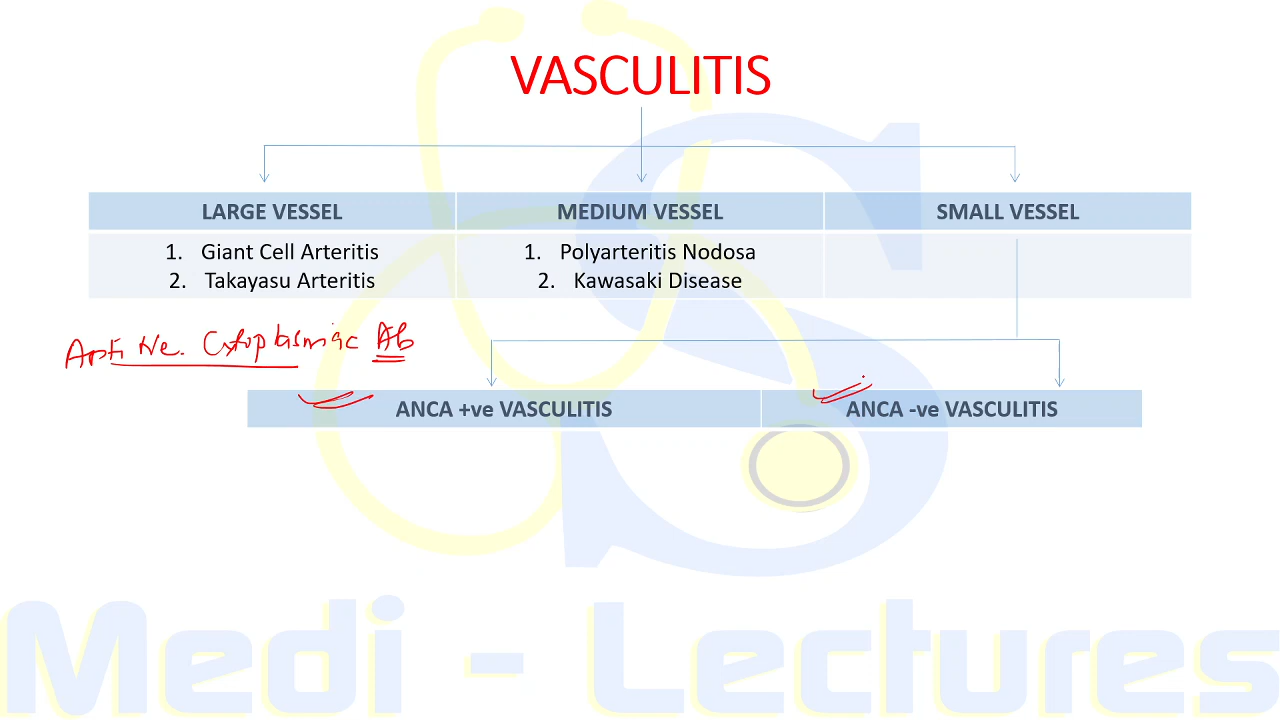 VASCULITIS
LARGE VESSEL MEDIUM VESSEL SMALL VESSEL
1. Giant Cell Arteritis 1. Polyarteritis Nodosa
2. Takayasu Arteritis 2. Kawasaki Disease
Anti Ne. Cytoplasmic Ab
ANCA +ve VASCULITIS ANCA -ve VASCULITIS
Medi - Lectures